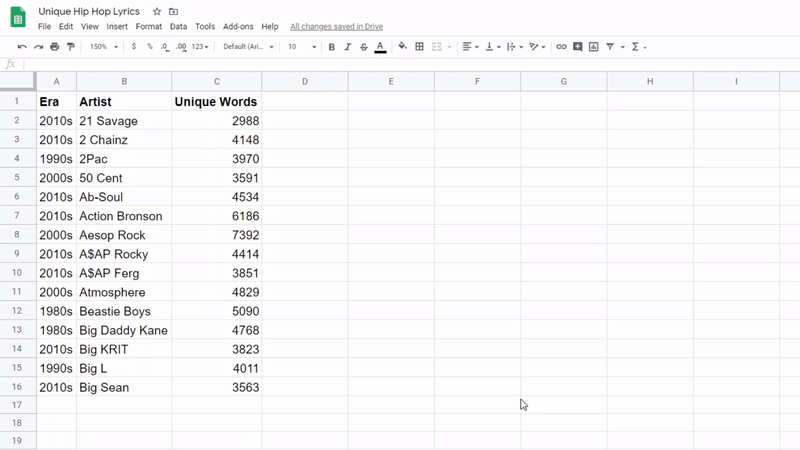 Unique Hip Hop Lyrics
File Edit View Insert Format Data Tools Add-ons Help All changes saved in Drive
150% $ % .0 .00 123 Default (Ari... 10 B I S A
fx
A B C D E F G H I
1 Era Artist Unique Words
2 2010s 21 Savage 2988
3 2010s 2 Chainz 4148
4 1990s 2Pac 3970
5 2000s 50 Cent 3591
6 2010s Ab-Soul 4534
7 2010s Action Bronson 6186
8 2000s Aesop Rock 7392
9 2010s A$AP Rocky 4414
10 2010s A$AP Ferg 3851
11 2000s Atmosphere 4829
12 1980s Beastie Boys 5090
13 1980s Big Daddy Kane 4768
14 2010s Big KRIT 3823
15 1990s Big L 4011
16 2010s Big Sean 3563
17
18
19